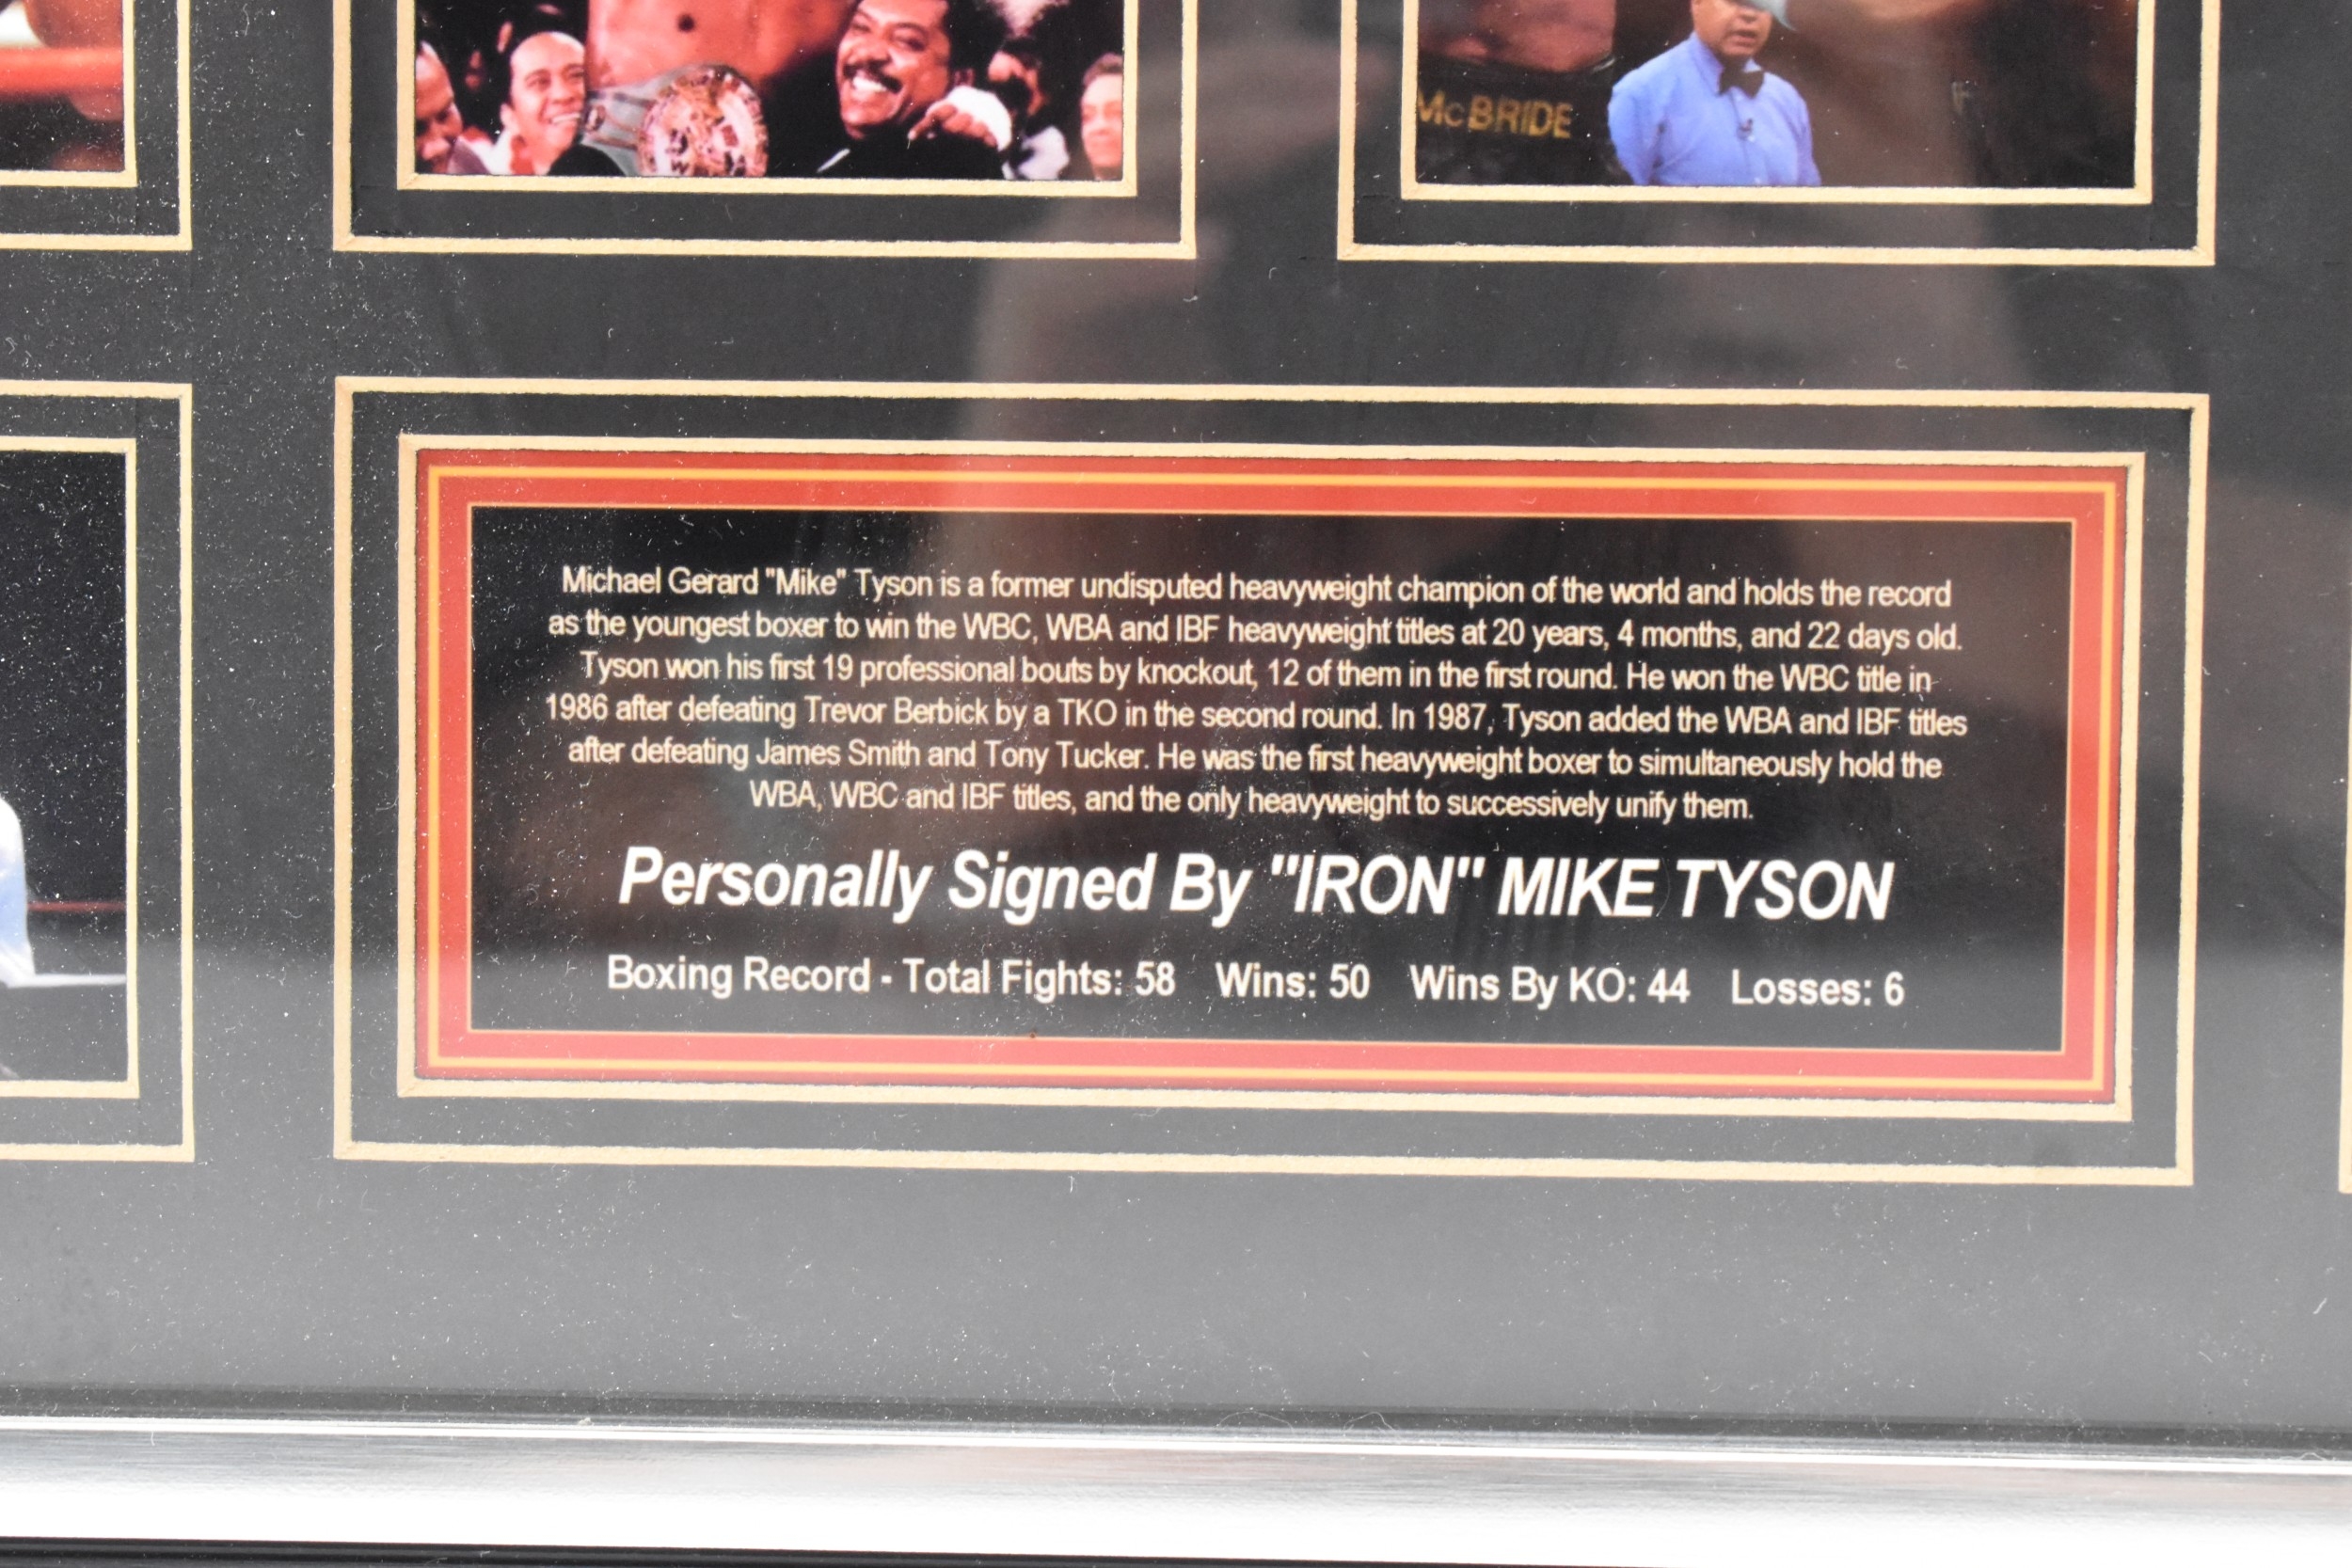 McBRIDE
Michael Gerard "Mike" Tyson is a former undisputed heavyweight champion of the world and holds the record
as the youngest boxer to win the WBC, WBA and IBF heavyweight titles at 20 years, 4 months, and 22 days old.
Tyson won his first 19 professional bouts by knockout, 12 of them in the first round. He won the WBC title in
1986 after defeating Trevor Berbick by a TKO in the second round. In 1987, Tyson added the WBA and IBF titles
after defeating James Smith and Tony Tucker. He was the first heavyweight boxer to simultaneously hold the
WBA, WBC and IBF titles, and the only heavyweight to successively unify them.
Personally Signed By "IRON" MIKE TYSON
Boxing Record - Total Fights: 58 Wins: 50 Wins By KO: 44 Losses: 6